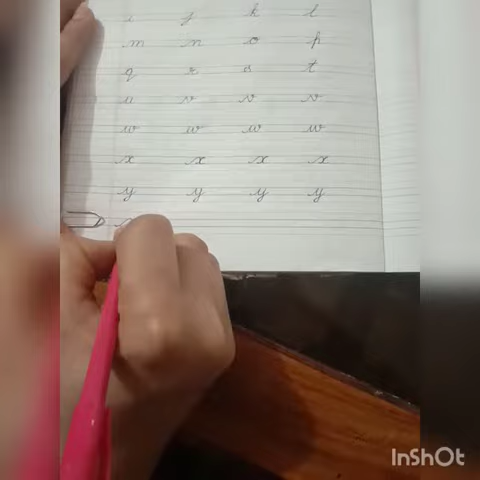 i j k l
m n o p
q r s t
u v v v
w w w w
x x x x
y y y y
InShOt